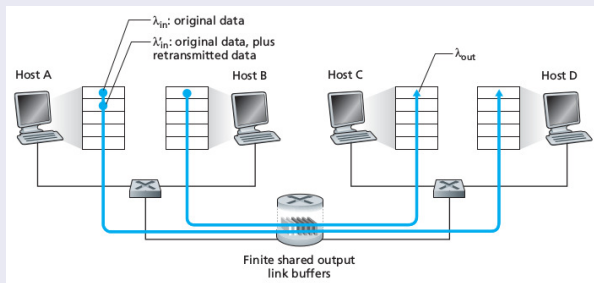 λin: original data
λ'in: original data, plus
retransmitted data
Host A
Host B
Host C
λout
Host D
Finite shared output
link buffers